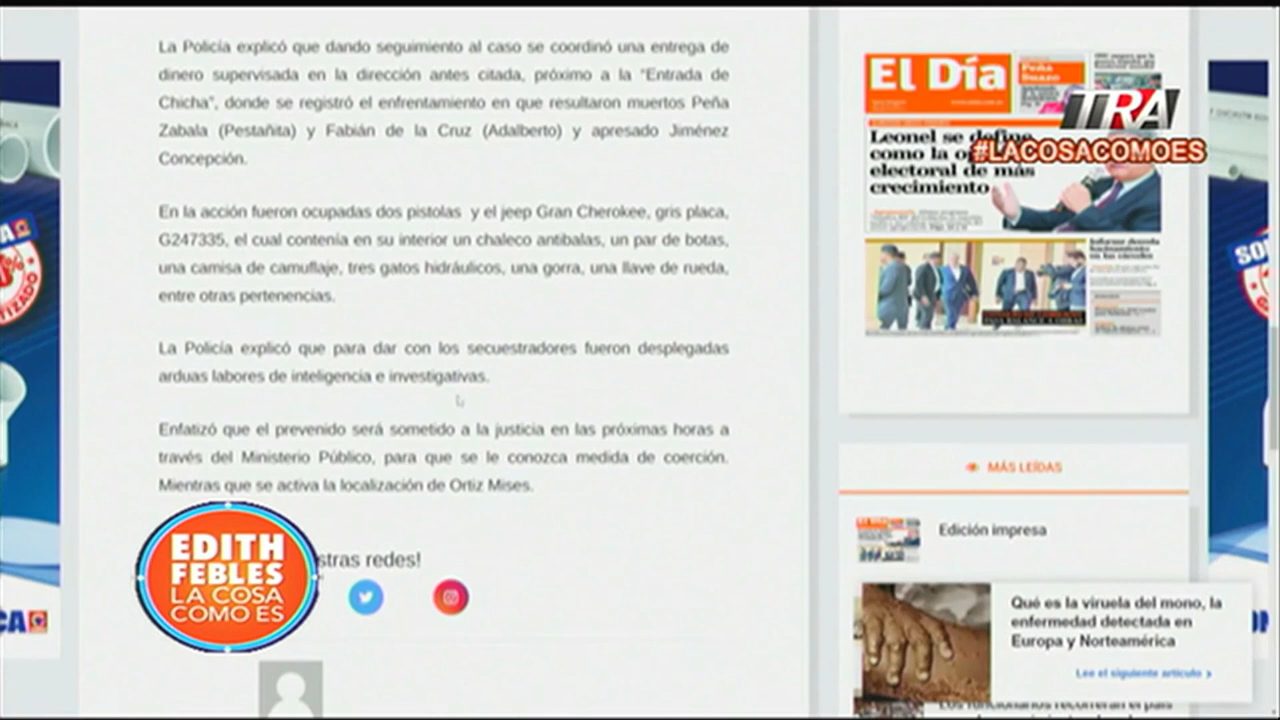 La Policía explicó que dando seguimiento al caso se coordinó una entrega de
dinero supervisada en la dirección antes citada, próximo a la "Entrada de
Chicha", donde se registró el enfrentamiento en que resultaron muertos Peña
Zabala (Pestañita) y Fabián de la Cruz (Adalberto) y apresado Jiménez
Concepción.
En la acción fueron ocupadas dos pistolas y el jeep Gran Cherokee, gris placa,
G247335, el cual contenía en su interior un chaleco antibalas, un par de botas,
una camisa de camuflaje, tres gatos hidráulicos, una gorra, una llave de rueda,
entre otras pertenencias.
La Policía explicó que para dar con los secuestradores fueron desplegadas
arduas labores de inteligencia e investigativas.
Enfatizó que el prevenido será sometido a la justicia en las próximas horas a
través del Ministerio Público, para que se le conozca medida de coerción.
Mientras que se activa la localización de Ortiz Mises.
stras redes!
EDITH
FEBLES
LA COSA
COMO ES
El Día
Peña
Suazo
TRA
#LACOSACOMOES
Leonel se define
como la
electoral de más
crecimiento
MÁS LEÍDAS
Edición impresa
Qué es la viruela del mono, la
enfermedad detectada en
Europa y Norteamérica
Lee el siguiente artículo
Los funcionarios recorrerán el país